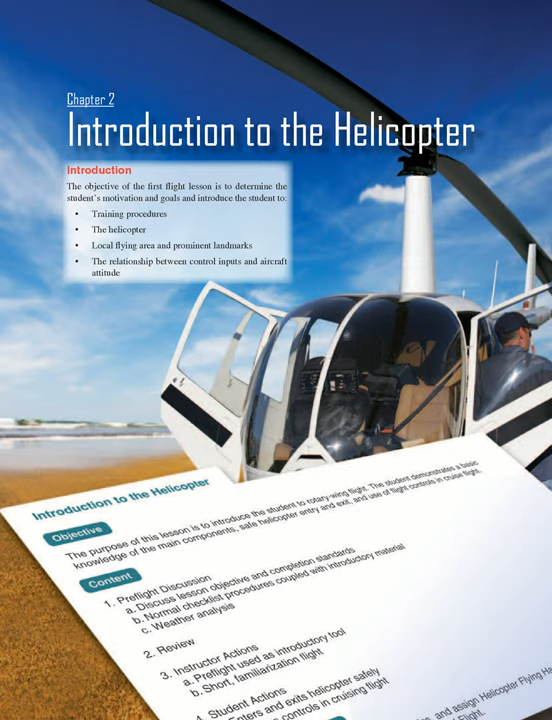 Chapter 2
Introduction to the Helicopter
Introduction
The objective of the first flight lesson is to determine the
student's motivation and goals and introduce the student to:
• Training procedures
• The helicopter
• Local flying area and prominent landmarks
• The relationship between control inputs and aircraft
attitude
Introduction to the Helicopter
Objective
The purpose of this lesson is to introduce the student to rotary-wing flight. The student demonstrates a basic
knowledge of the main components, safe helicopter entry and exit, and use of flight controls in cruise flight.
Content
1. Preflight Discussion
a. Discuss lesson objective and completion standards
b. Normal checklist procedures coupled with introductory material
c. Weather analysis
2. Review
3. Instructor Actions
a. Preflight used as introductory tool
b. Short, familiarization flight
4. Student Actions
Enters and exits helicopter safely
controls in cruising flight
and assign Helicopter Flying
flight.